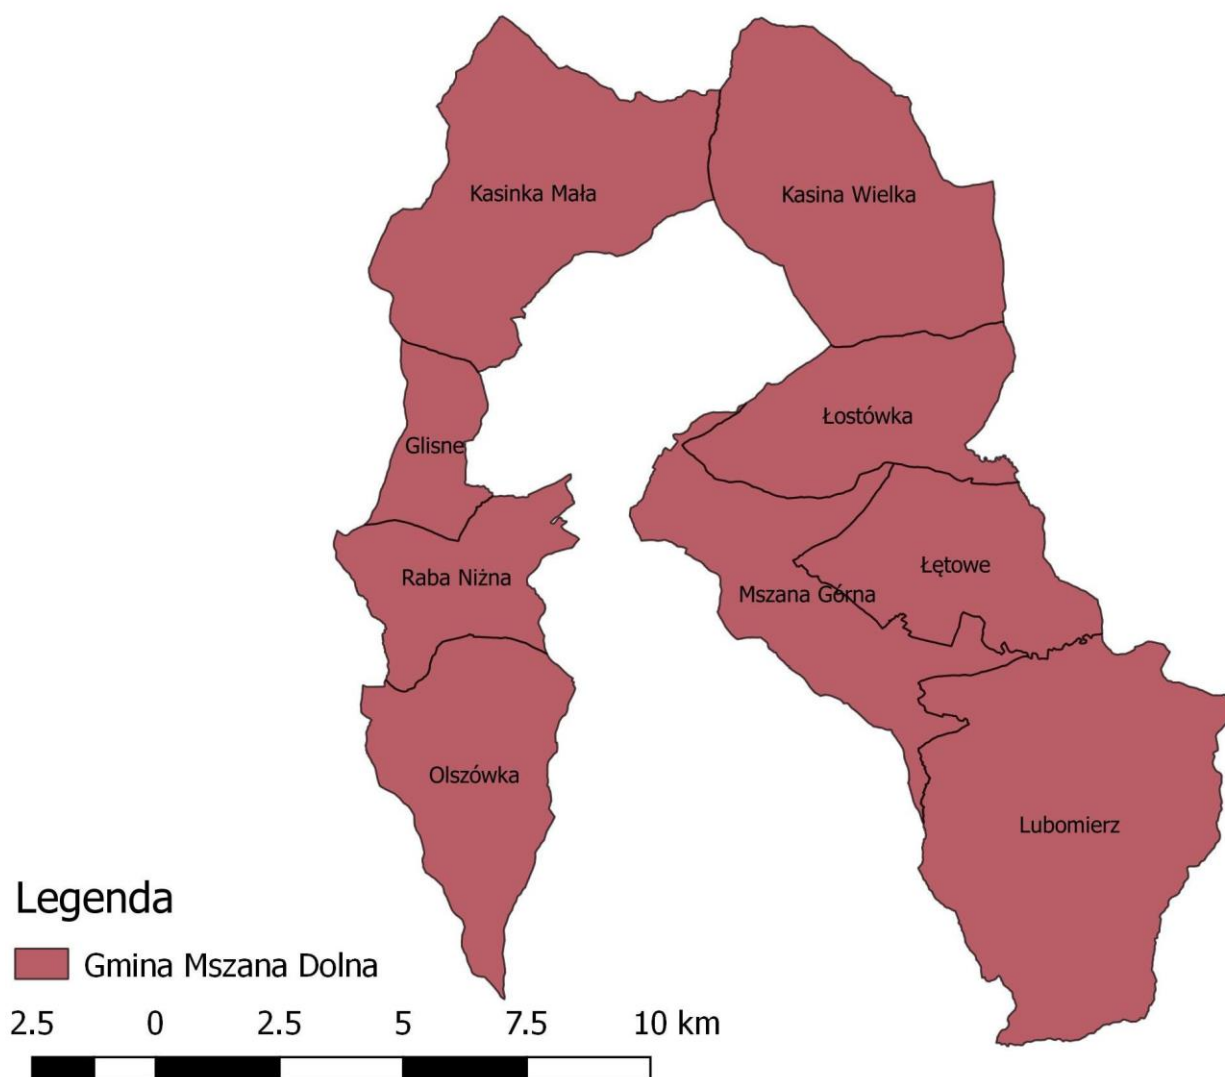 Kasinka Mała
Kasina Wielka
Łostówka
Glisne
Łętowe
Raba Niżna
Mszana Górna
Olszówka
Lubomierz
Legenda
Gmina Mszana Dolna
2.5 0 2.5 5 7.5 10 km